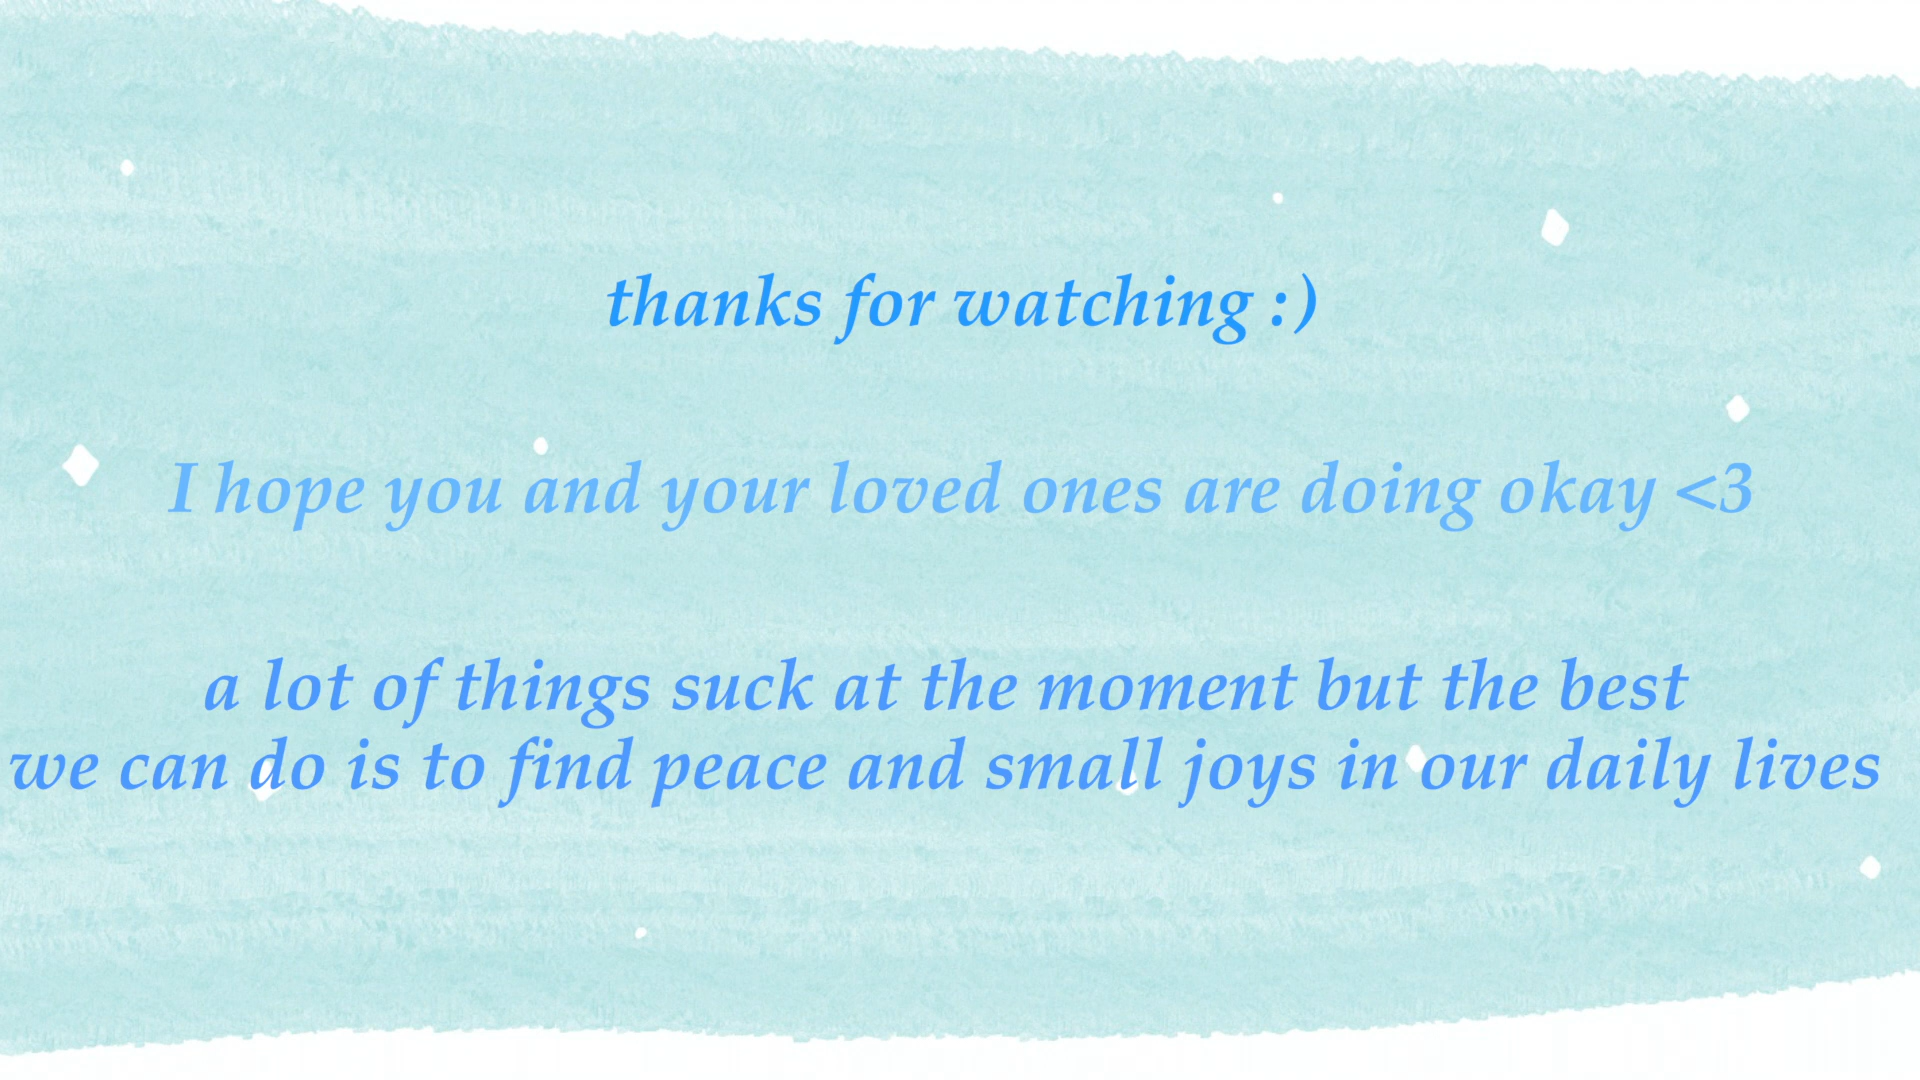 thanks for watching :)
I hope you and your loved ones are doing okay <3
a lot of things suck at the moment but the best
we can do is to find peace and small joys in our daily lives